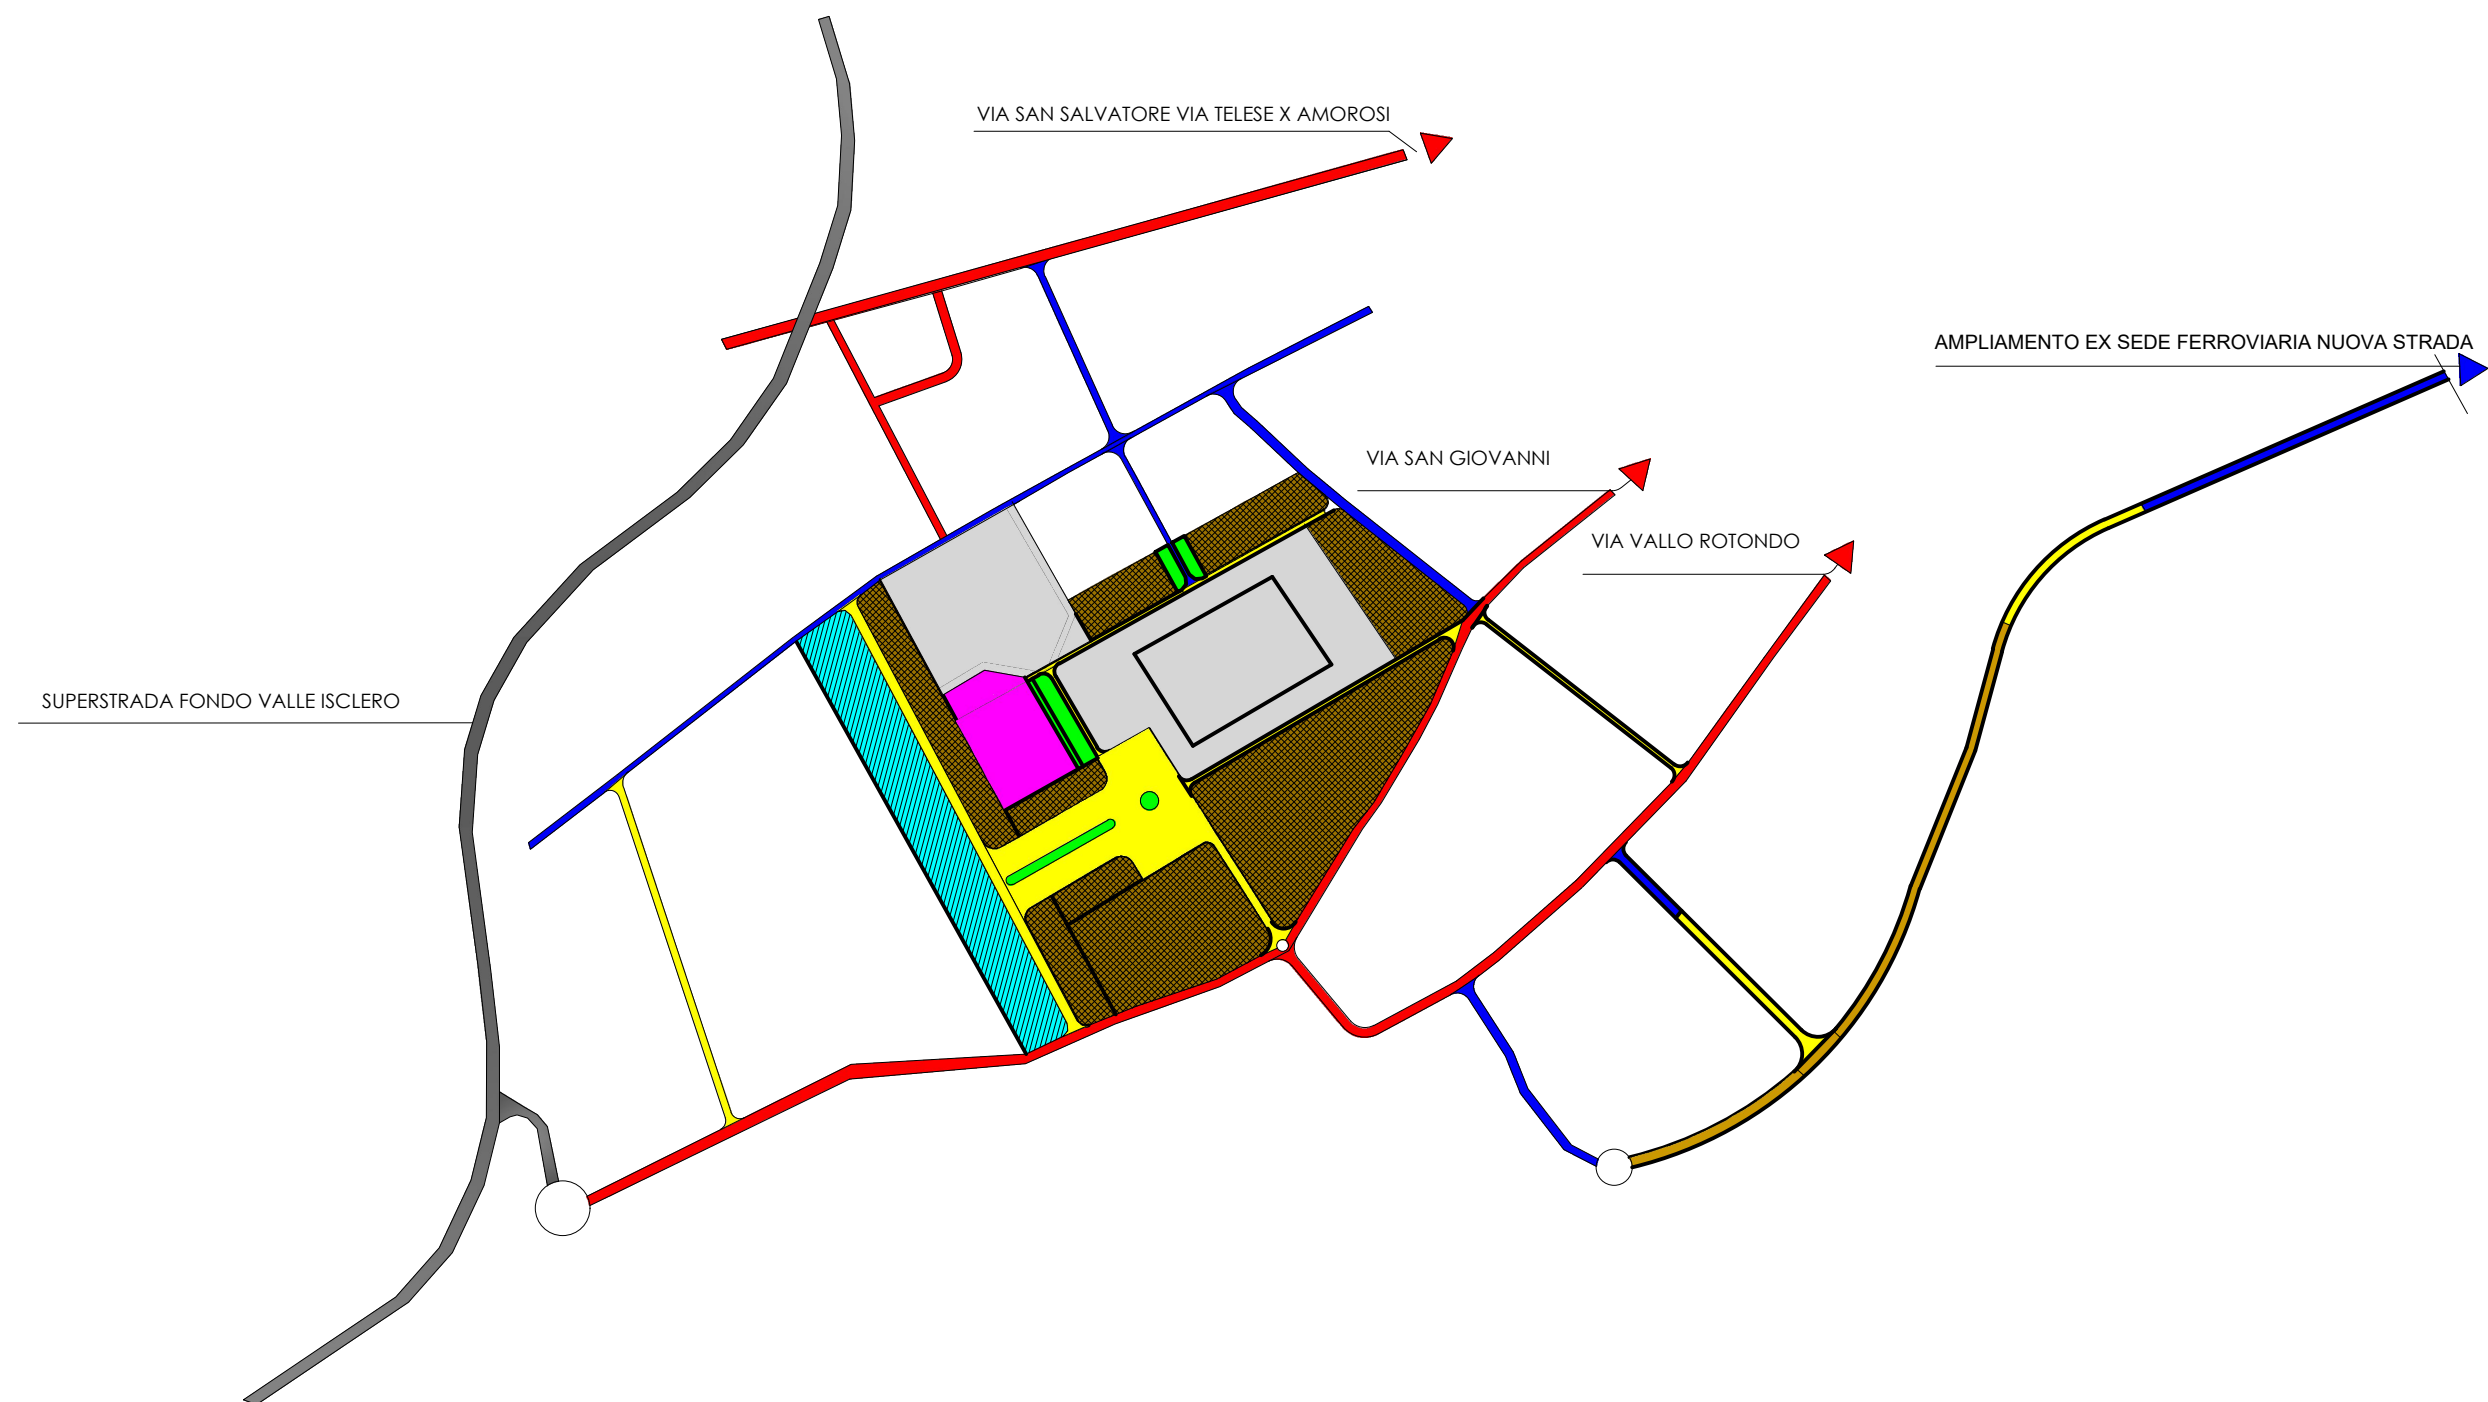 VIA SAN SALVATORE VIA TELESE X AMOROSI
AMPLIAMENTO EX SEDE FERROVIARIA NUOVA STRADA
VIA SAN GIOVANNI
VIA VALLO ROTONDO
SUPERSTRADA FONDO VALLE ISCLERO